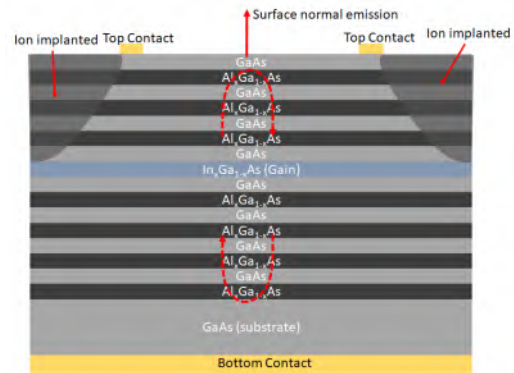 Surface normal emission
Ion implanted
Top Contact
Top Contact
Ion implanted
GaAs
AlₓGa₁₋ₓAs
GaAs
AlₓGa₁₋ₓAs
GaAs
AlₓGa₁₋ₓAs
GaAs
InₓGa₁₋ₓAs (Gain)
GaAs
AlₓGa₁₋ₓAs
GaAs
AlₓGa₁₋ₓAs
GaAs
AlₓGa₁₋ₓAs
GaAs
AlₓGa₁₋ₓAs
GaAs (substrate)
Bottom Contact